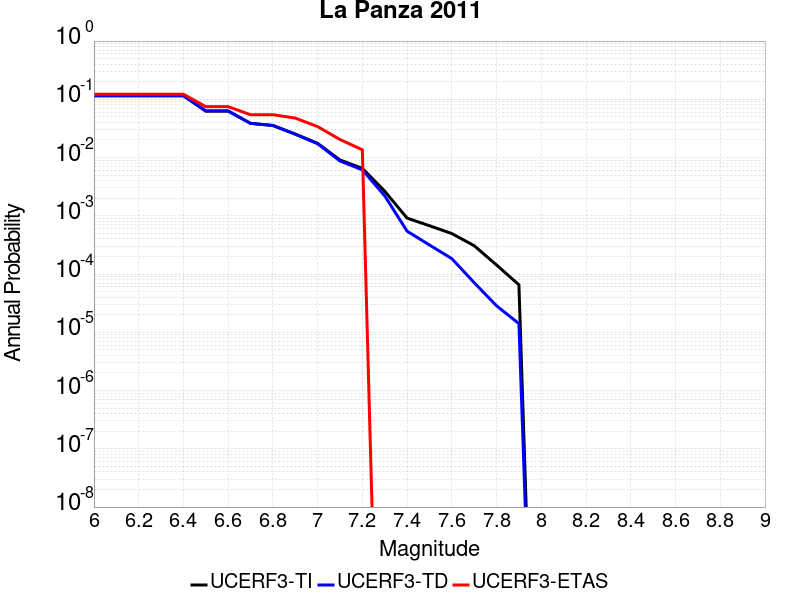 La Panza 2011
10^0
10^-1
10^-2
10^-3
10^-4
10^-5
10^-6
10^-7
10^-8
Annual Probability
6 6.2 6.4 6.6 6.8 7 7.2 7.4 7.6 7.8 8 8.2 8.4 8.6 8.8 9
Magnitude
UCERF3-TI UCERF3-TD UCERF3-ETAS